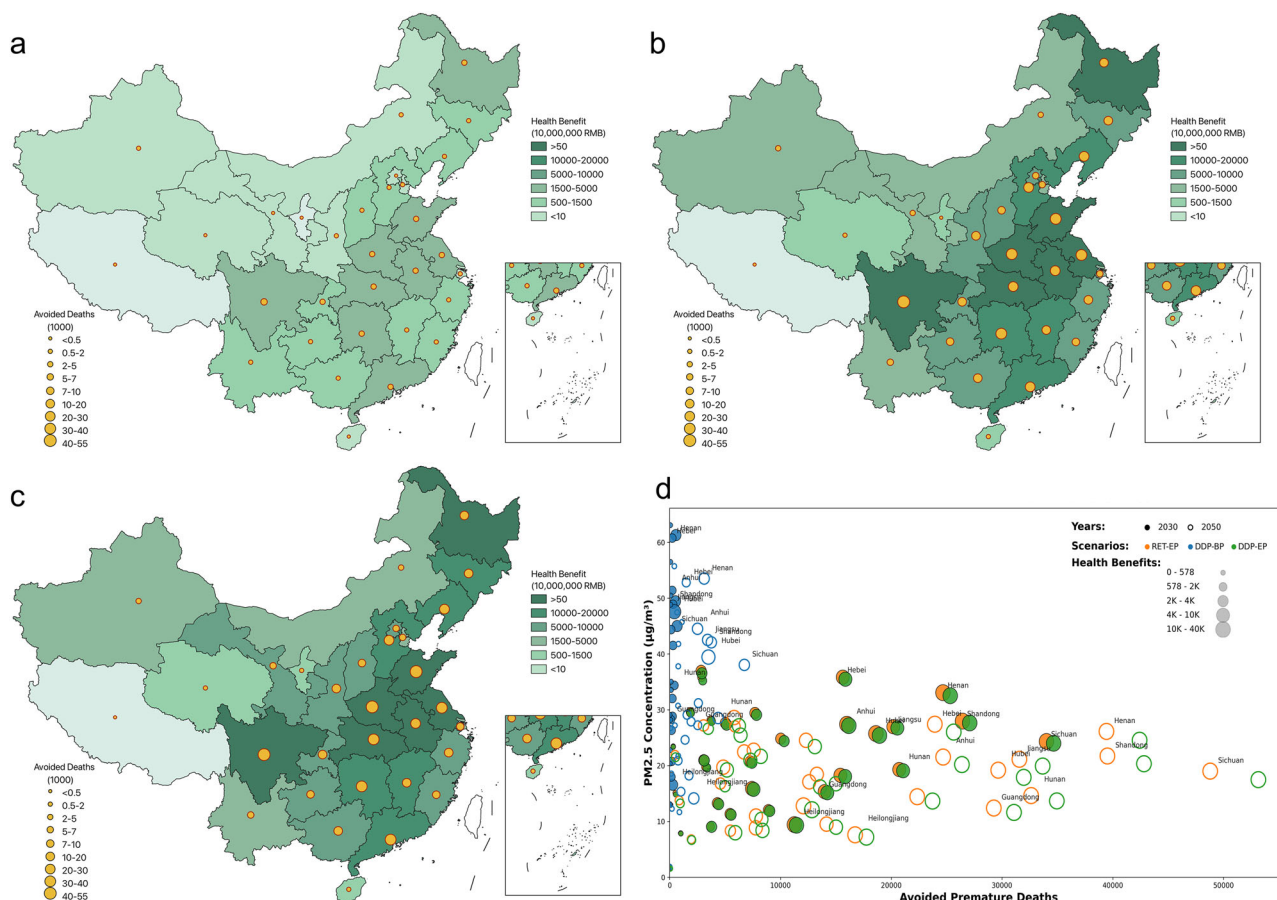 a
Health Benefit
(10,000,000 RMB)
>50
10000-20000
5000-10000
1500-5000
500-1500
<10
Avoided Deaths
(1000)
<0.5
0.5-2
2-5
5-7
7-10
10-20
20-30
30-40
40-55
b
Health Benefit
(10,000,000 RMB)
>50
10000-20000
5000-10000
1500-5000
500-1500
<10
Avoided Deaths
(1000)
<0.5
0.5-2
2-5
5-7
7-10
10-20
20-30
30-40
40-55
c
Health Benefit
(10,000,000 RMB)
>50
10000-20000
5000-10000
1500-5000
500-1500
<10
Avoided Deaths
(1000)
<0.5
0.5-2
2-5
5-7
7-10
10-20
20-30
30-40
40-55
d
Years: 2030 2050
Scenarios: RET-EP DDP-BP DDP-EP
Health Benefits:
0 - 578
578 - 2K
2K - 4K
4K - 10K
10K - 40K
PM2.5 Concentration (μg/m³)
60
50
40
30
20
10
0
Henan
Hebei
Henan
Hebei
Anhui
Shandong
Hubei
Anhui
Sichuan
Jiangsu
Shandong
Hubei
Sichuan
Hunan
Hebei
Henan
Hunan
Guangdong
Guangdong
Anhui
Jiangsu
Hebei
Shandong
Henan
Sichuan
Anhui
Jiangsu
Hubei
Shandong
Sichuan
Hunan
Hunan
Heilongjiang
Heilongjiang
Guangdong
Guangdong
Heilongjiang
Heilongjiang
0 10000 20000 30000 40000 50000
Avoided Premature Deaths